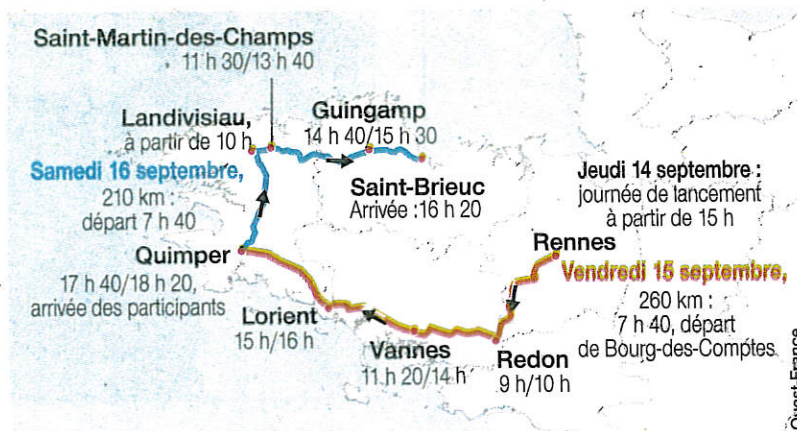 Saint-Martin-des-Champs
11 h 30/13 h 40
Landivisiau,
à partir de 10 h
Guingamp
14 h 40/15 h 30
Samedi 16 septembre,
210 km :
départ 7 h 40
Saint-Brieuc
Arrivée : 16 h 20
Jeudi 14 septembre :
journée de lancement
à partir de 15 h
Quimper
17 h 40/18 h 20,
arrivée des participants
Rennes
Vendredi 15 septembre,
260 km :
7 h 40, départ
de Bourg-des-Comptes
Lorient
15 h/16 h
Vannes
11 h 20/14 h
Redon
9 h/10 h
Ouest-France